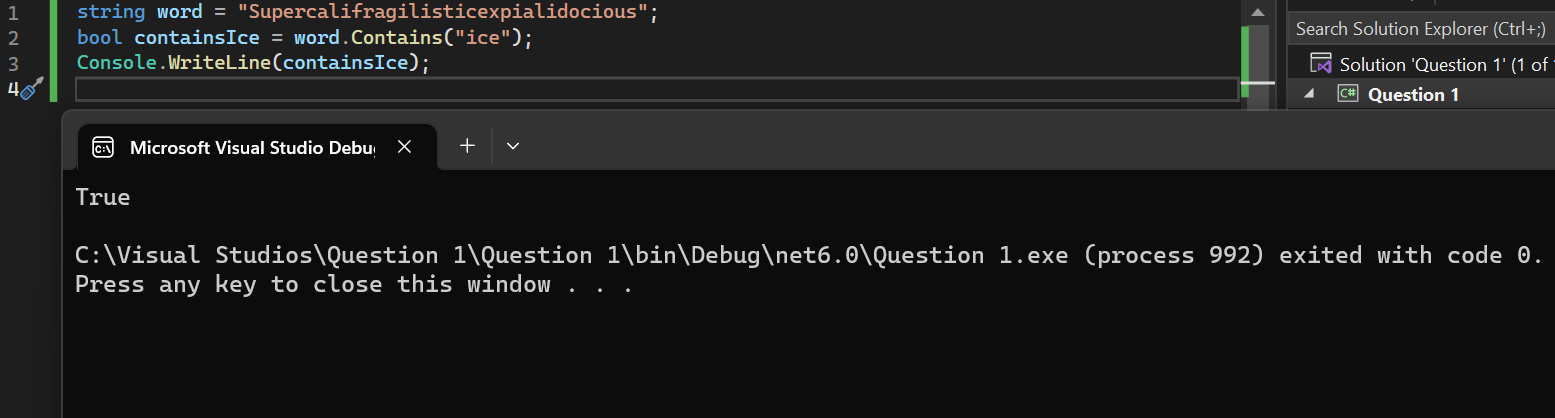 1 string word = "Supercalifragilisticexpialidocious";
2 bool containsIce = word.Contains("ice");
3 Console.WriteLine(containsIce);
4
Search Solution Explorer (Ctrl+;)
Solution 'Question 1' (1 of
C# Question 1
C:\ Microsoft Visual Studio Debu
True
C:\Visual Studios\Question 1\Question 1\bin\Debug\net6.0\Question 1.exe (process 992) exited with code 0.
Press any key to close this window . . .